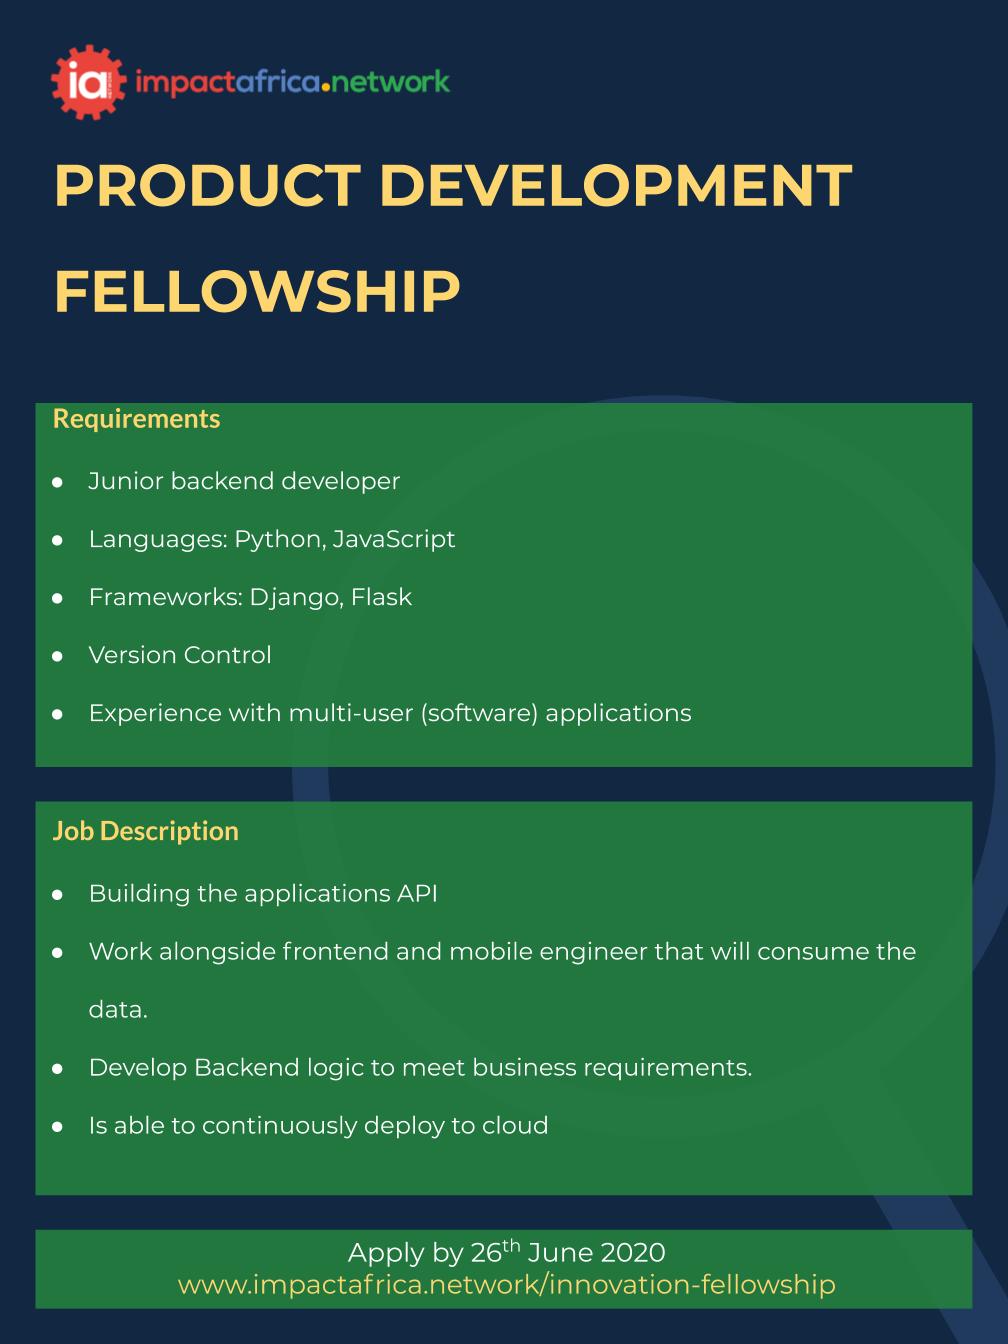 ia NETWORK impactafrica.network
PRODUCT DEVELOPMENT
FELLOWSHIP
Requirements
● Junior backend developer
● Languages: Python, JavaScript
● Frameworks: Django, Flask
● Version Control
● Experience with multi-user (software) applications
Job Description
● Building the applications API
● Work alongside frontend and mobile engineer that will consume the
data.
● Develop Backend logic to meet business requirements.
● Is able to continuously deploy to cloud
Apply by 26th June 2020
www.impactafrica.network/innovation-fellowship